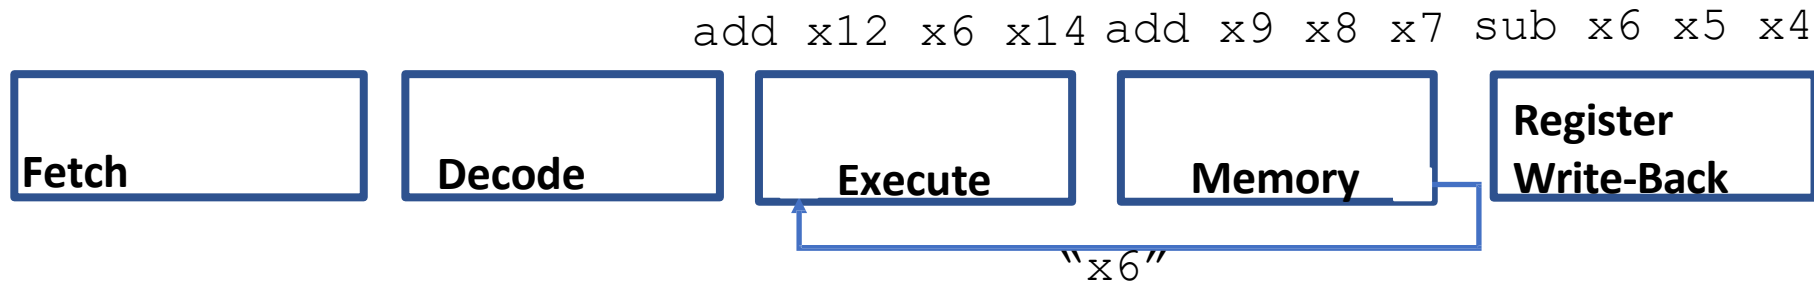 add x12 x6 x14 add x9 x8 x7 sub x6 x5 x4
Fetch
Decode
Execute
Memory
Register
Write-Back
“x6”